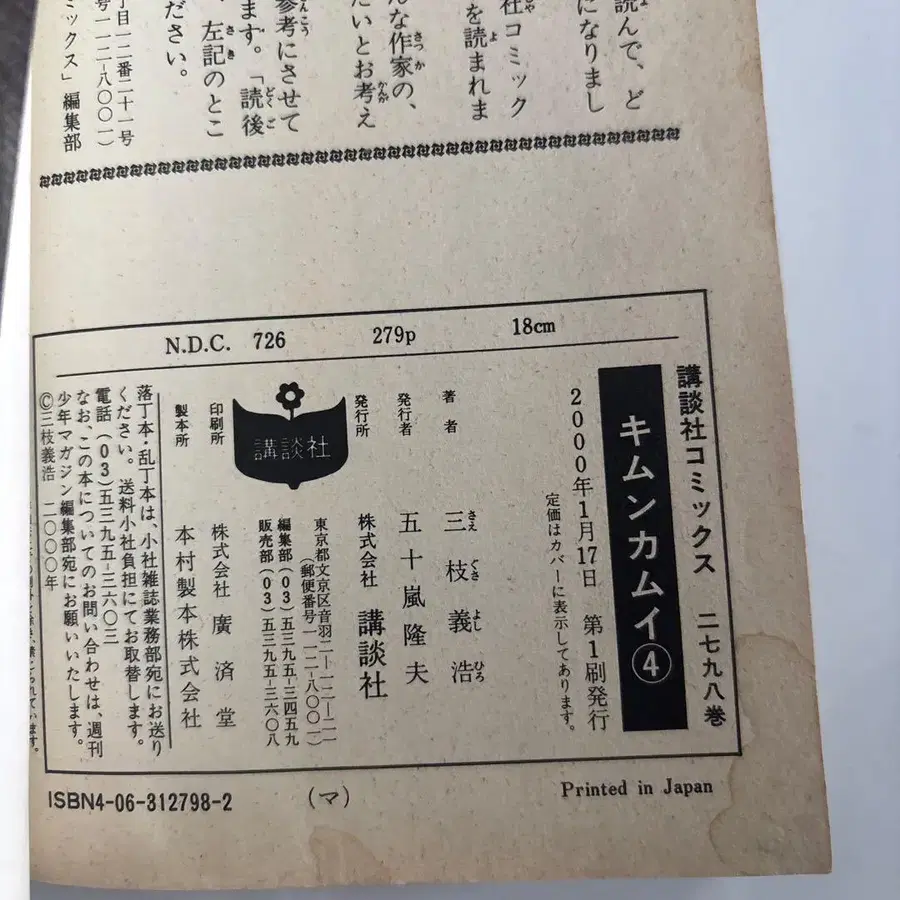 読んで、ど
になりまし
社コミック
を読まれま
んな作家の、
たいとお考え
参考にさせて
ます。「読後
、左記のとこ
ださい。
丁目一二番二十一号
号一一二-八〇〇一)
ミックス」編集部
N.D.C. 726 279p 18cm
講談社コミックス 二七九八巻
キムンカムイ④
2000年1月17日 第1刷発行
定価はカバーに表示してあります。
著者 三枝義浩
さえぐさよしひろ
発行者 五十嵐隆夫
発行所 株式会社 講談社
東京都文京区音羽二-一二-二一
(郵便番号一一二-八〇〇一)
編集部(03)五三九五-三四五九
販売部(03)五三九五-三六〇八
講談社
印刷所 株式会社 廣済堂
製本所 本村製本株式会社
落丁本・乱丁本は、小社雑誌業務部宛にお送り
ください。送料小社負担にてお取替します。
電話(03)五三九五-三六〇三
なお、この本についてのお問い合わせは、週刊
少年マガジン編集部宛にお願いいたします。
©三枝義浩 二〇〇〇年
ISBN4-06-312798-2 (マ) Printed in Japan